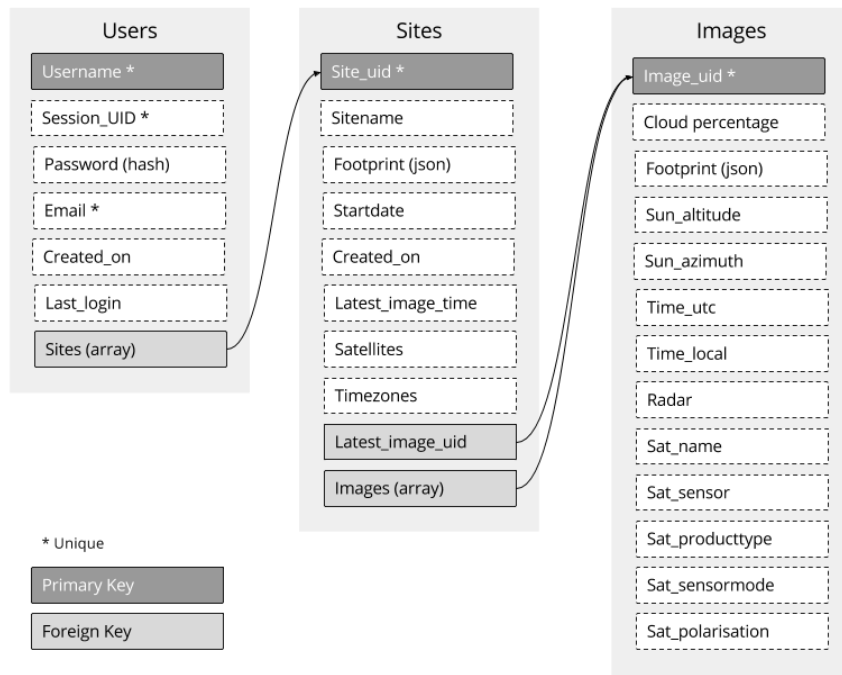 Users
Username *
Session_UID *
Password (hash)
Email *
Created_on
Last_login
Sites (array)
Sites
Site_uid *
Sitename
Footprint (json)
Startdate
Created_on
Latest_image_time
Satellites
Timezones
Latest_image_uid
Images (array)
Images
Image_uid *
Cloud percentage
Footprint (json)
Sun_altitude
Sun_azimuth
Time_utc
Time_local
Radar
Sat_name
Sat_sensor
Sat_producttype
Sat_sensormode
Sat_polarisation
* Unique
Primary Key
Foreign Key